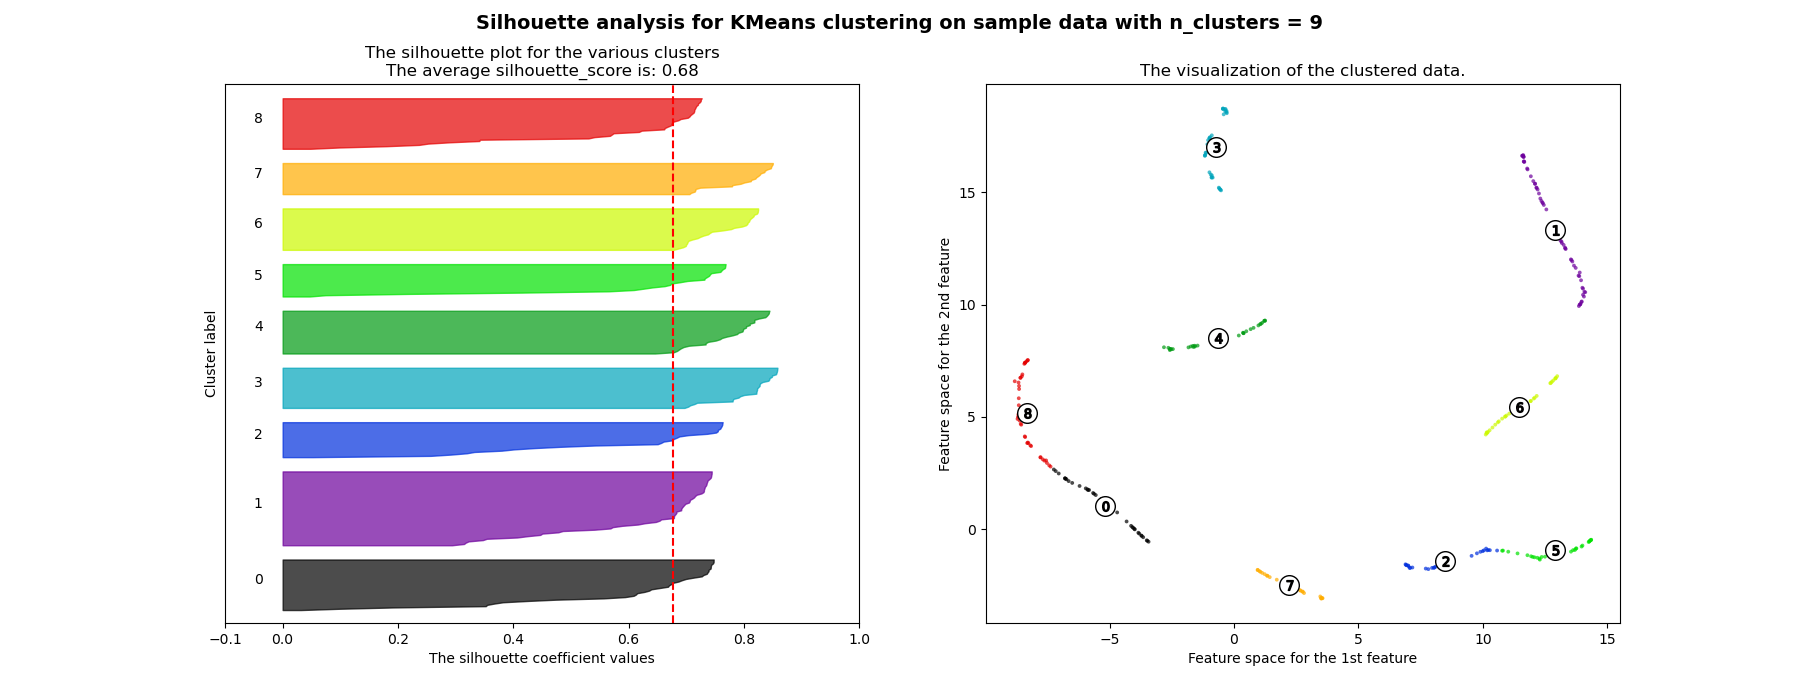 Silhouette analysis for KMeans clustering on sample data with n_clusters = 9
The silhouette plot for the various clusters
The average silhouette_score is: 0.68
Cluster label
8
7
6
5
4
3
2
1
0
−0.1 0.0 0.2 0.4 0.6 0.8 1.0
The silhouette coefficient values
The visualization of the clustered data.
Feature space for the 2nd feature
15
10
5
0
3
1
4
6
8
0
5
2
7
−5 0 5 10 15
Feature space for the 1st feature